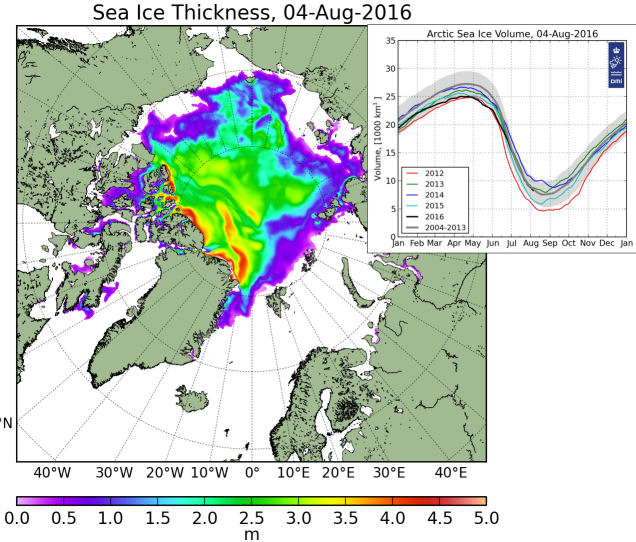 Sea Ice Thickness, 04-Aug-2016
Arctic Sea Ice Volume, 04-Aug-2016
Volume, [1000 km³ ]
35
30
25
20
15
10
5
0
2012
2013
2014
2015
2016
2004-2013
Jan Feb Mar Apr May Jun Jul Aug Sep Oct Nov Dec Jan
DMI
°N
40°W 30°W 20°W 10°W 0° 10°E 20°E 30°E 40°E
0.0 0.5 1.0 1.5 2.0 2.5 3.0 3.5 4.0 4.5 5.0
m